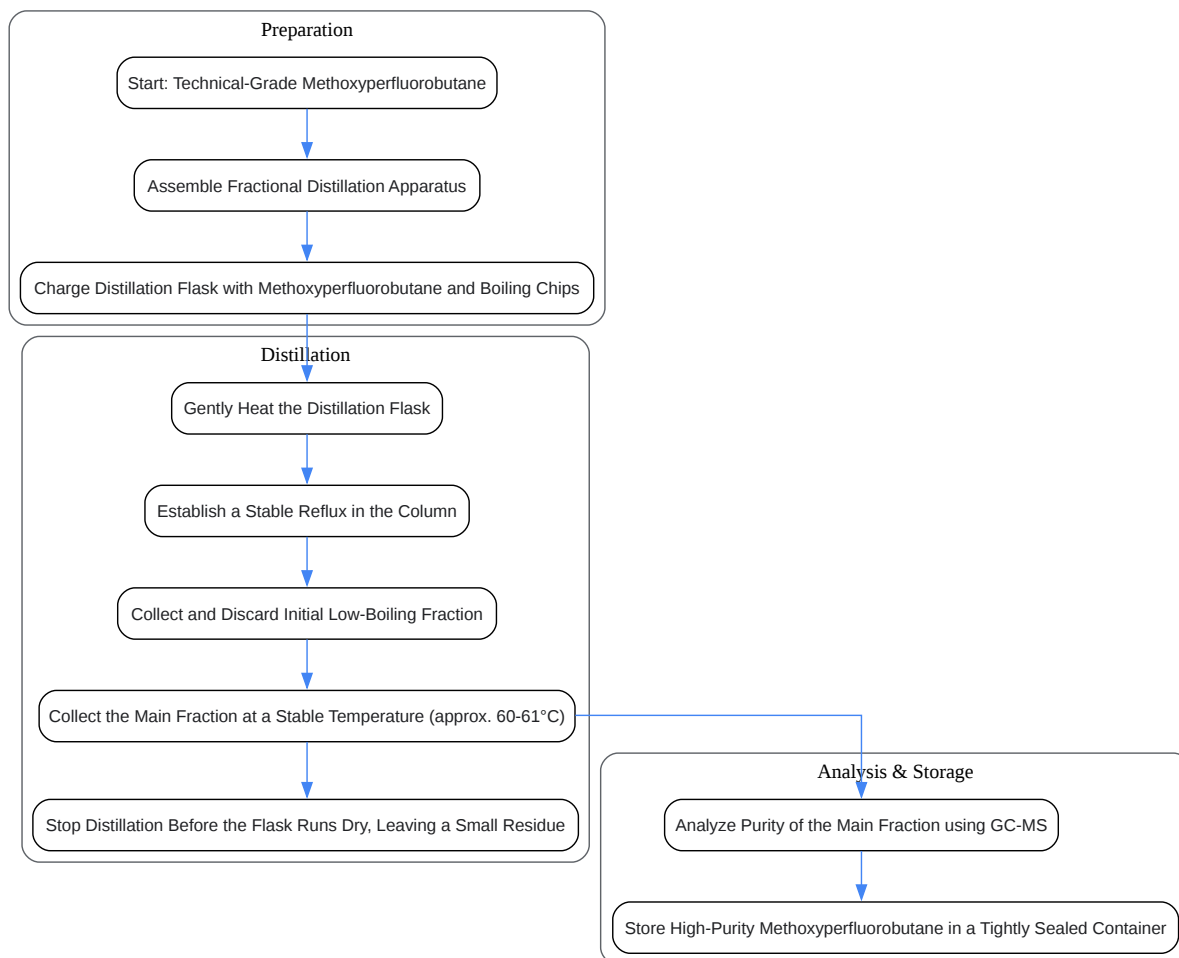 Preparation
Start: Technical-Grade Methoxyperfluorobutane
Assemble Fractional Distillation Apparatus
Charge Distillation Flask with Methoxyperfluorobutane and Boiling Chips
Distillation
Gently Heat the Distillation Flask
Establish a Stable Reflux in the Column
Collect and Discard Initial Low-Boiling Fraction
Collect the Main Fraction at a Stable Temperature (approx. 60-61°C)
Stop Distillation Before the Flask Runs Dry, Leaving a Small Residue
Analysis & Storage
Analyze Purity of the Main Fraction using GC-MS
Store High-Purity Methoxyperfluorobutane in a Tightly Sealed Container